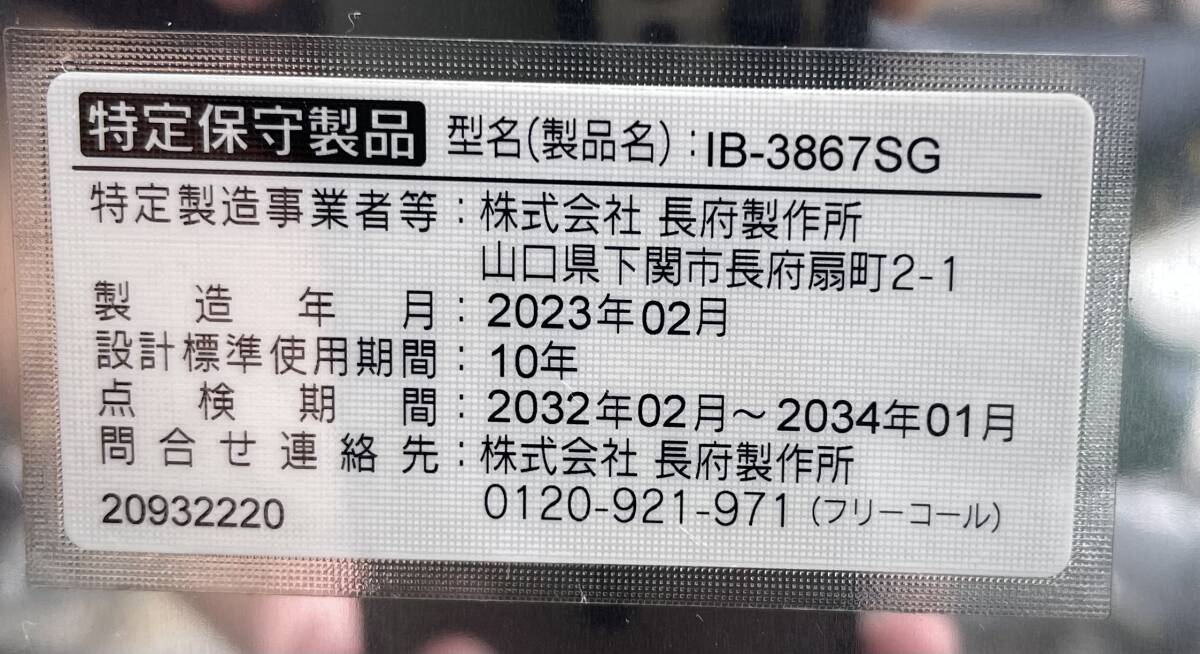 特定保守製品 型名(製品名):IB-3867SG
特定製造事業者等:株式会社 長府製作所
山口県下関市長府扇町2-1
製造年月:2023年02月
設計標準使用期間:10年
点検期間:2032年02月~2034年01月
問合せ連絡先:株式会社 長府製作所
20932220 0120-921-971(フリーコール)